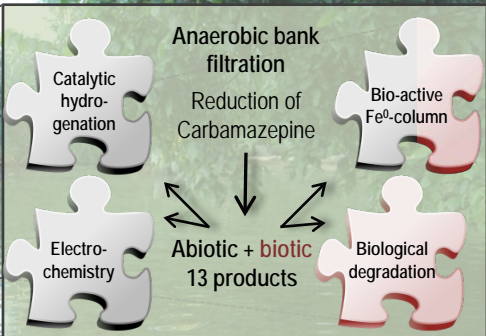 Anaerobic bank
filtration
Reduction of
Carbamazepine
Catalytic
hydro-
genation
Bio-active
Fe⁰-column
Electro-
chemistry
Abiotic + biotic
13 products
Biological
degradation